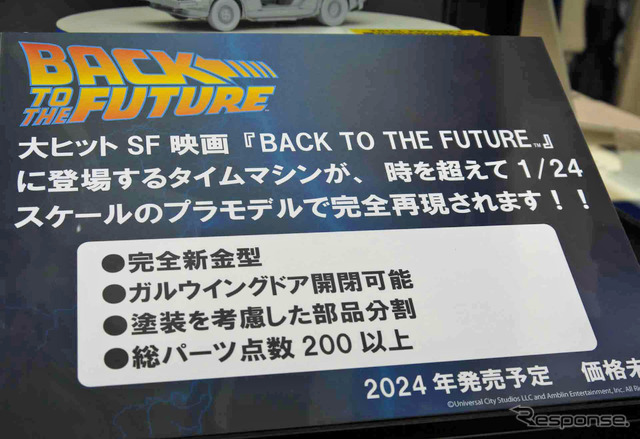 BACK
TO THE FUTURE
大ヒット SF 映画『BACK TO THE FUTURE™』
に登場するタイムマシンが、時を超えて 1/24
スケールのプラモデルで完全再現されます！！
●完全新金型
●ガルウイングドア開閉可能
●塗装を考慮した部品分割
●総パーツ点数 200 以上
2024 年発売予定 価格未
©Universal City Studios LLC and Amblin Entertainment, Inc. All Ri
Response.